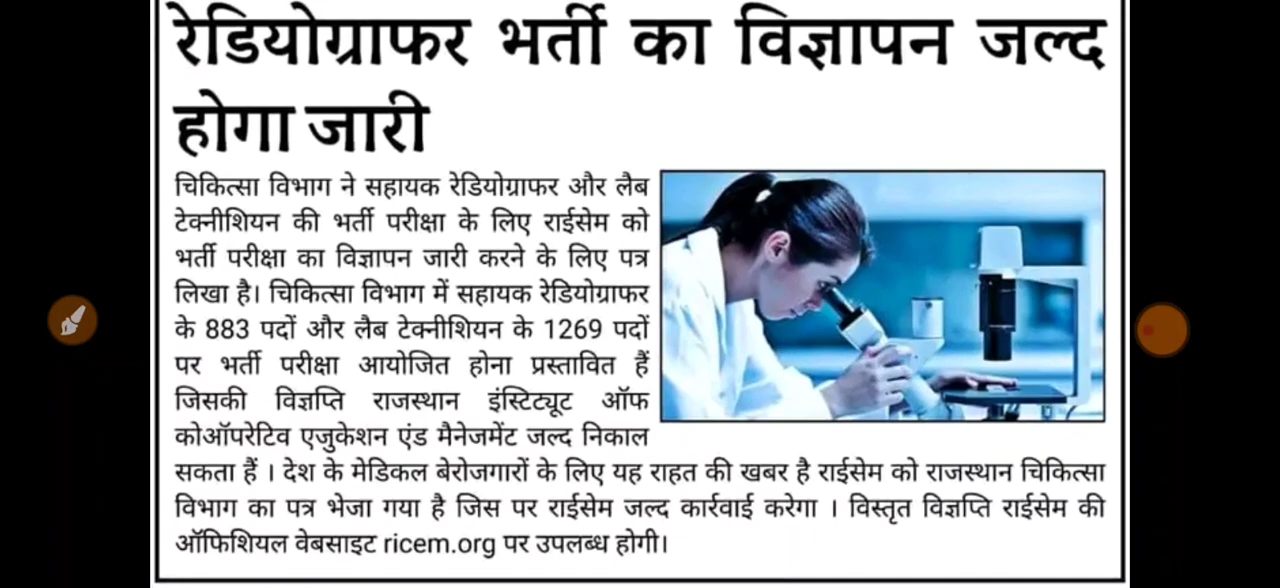 रेडियोग्राफर भर्ती का विज्ञापन जल्द
होगा जारी
चिकित्सा विभाग ने सहायक रेडियोग्राफर और लैब
टेक्नीशियन की भर्ती परीक्षा के लिए राईसेम को
भर्ती परीक्षा का विज्ञापन जारी करने के लिए पत्र
लिखा है। चिकित्सा विभाग में सहायक रेडियोग्राफर
के 883 पदों और लैब टेक्नीशियन के 1269 पदों
पर भर्ती परीक्षा आयोजित होना प्रस्तावित हैं
जिसकी विज्ञप्ति राजस्थान इंस्टिट्यूट ऑफ
कोऑपरेटिव एजुकेशन एंड मैनेजमेंट जल्द निकाल
सकता हैं । देश के मेडिकल बेरोजगारों के लिए यह राहत की खबर है राईसेम को राजस्थान चिकित्सा
विभाग का पत्र भेजा गया है जिस पर राईसेम जल्द कार्रवाई करेगा । विस्तृत विज्ञप्ति राईसेम की
ऑफिशियल वेबसाइट ricem.org पर उपलब्ध होगी।